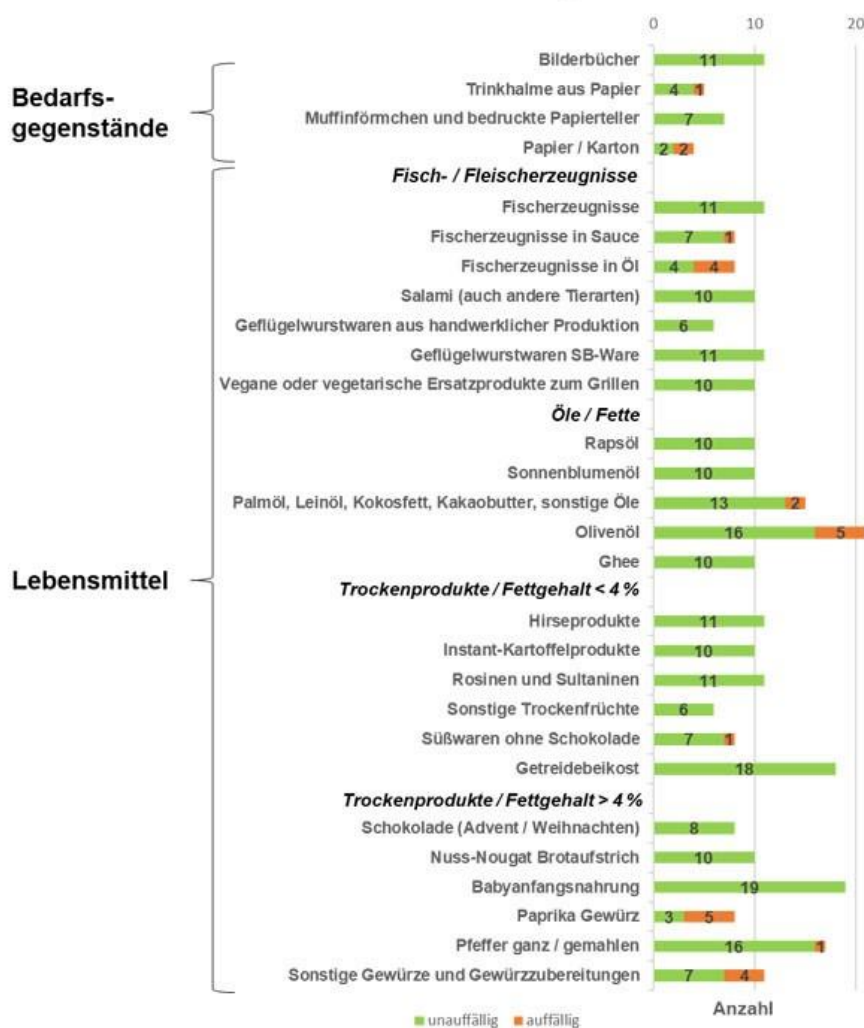 0 10 20
Bedarfs-
gegenstände
Bilderbücher 11
Trinkhalme aus Papier 4 1
Muffinförmchen und bedruckte Papierteller 7
Papier / Karton 2 2
Lebensmittel
Fisch- / Fleischerzeugnisse
Fischerzeugnisse 11
Fischerzeugnisse in Sauce 7 1
Fischerzeugnisse in Öl 4 4
Salami (auch andere Tierarten) 10
Geflügelwurstwaren aus handwerklicher Produktion 6
Geflügelwurstwaren SB-Ware 11
Vegane oder vegetarische Ersatzprodukte zum Grillen 10
Öle / Fette
Rapsöl 10
Sonnenblumenöl 10
Palmöl, Leinöl, Kokosfett, Kakaobutter, sonstige Öle 13 2
Olivenöl 16 5
Ghee 10
Trockenprodukte / Fettgehalt < 4 %
Hirseprodukte 11
Instant-Kartoffelprodukte 10
Rosinen und Sultaninen 11
Sonstige Trockenfrüchte 6
Süßwaren ohne Schokolade 7 1
Getreidebeikost 18
Trockenprodukte / Fettgehalt > 4 %
Schokolade (Advent / Weihnachten) 8
Nuss-Nougat Brotaufstrich 10
Babyanfangsnahrung 19
Paprika Gewürz 3 5
Pfeffer ganz / gemahlen 16 1
Sonstige Gewürze und Gewürzzubereitungen 7 4
Anzahl
unauffällig auffällig